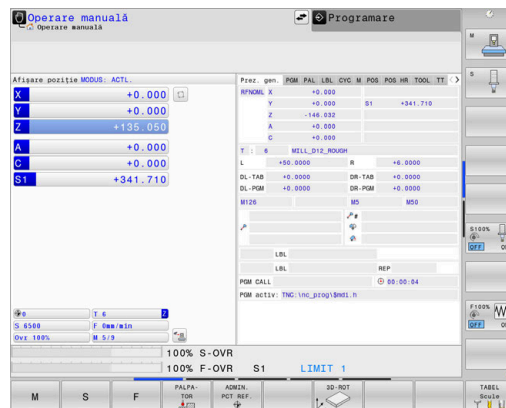 Operare manuală
Operare manuală
Programare
Afişare poziţie MODUS: ACTL.
X +0.000
Y +0.000
Z +135.050
A +0.000
C +0.000
S1 +341.710
0 T 6 Z
S 6500 F 0mm/min
Ovr 100% M 5/9
Prez. gen. PGM PAL LBL CYC M POS POS HR TOOL TT
RFNOML X +0.000
Y +0.000 S1 +341.710
Z -146.032
A +0.000
C +0.000
T : 6 MILL_D12_ROUGH
L +50.0000 R +6.0000
DL-TAB +0.0000 DR-TAB +0.0000
DL-PGM +0.0000 DR-PGM +0.0000
M126 M5 M50
P P#
LBL
LBL REP
PGM CALL 00:00:04
PGM activ: TNC:\nc_prog\$mdi.h
100% S-OVR
100% F-OVR S1 LIMIT 1
M S F PALPA-TOR ADMIN. PCT REF. 3D-ROT TABEL Scule
M
S
S100%
OFF
F100% W
OFF